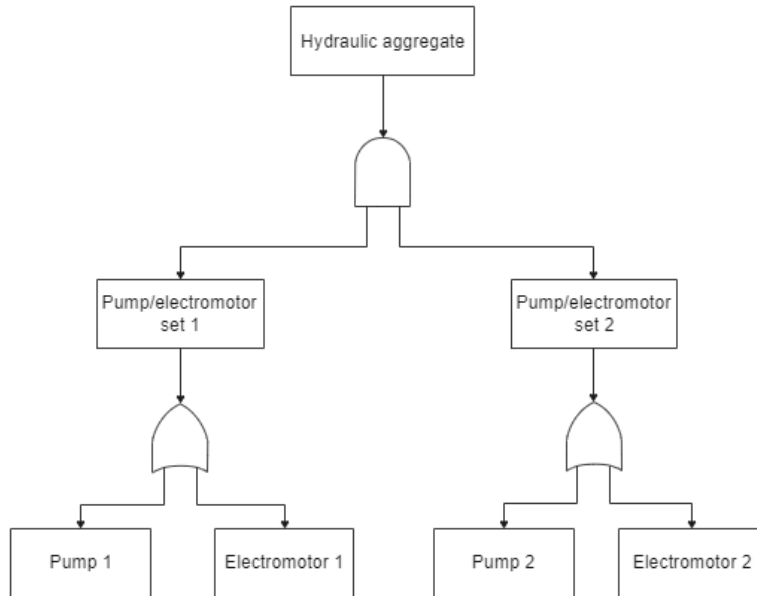 Hydraulic aggregate
Pump/electromotor
set 1
Pump/electromotor
set 2
Pump 1
Electromotor 1
Pump 2
Electromotor 2